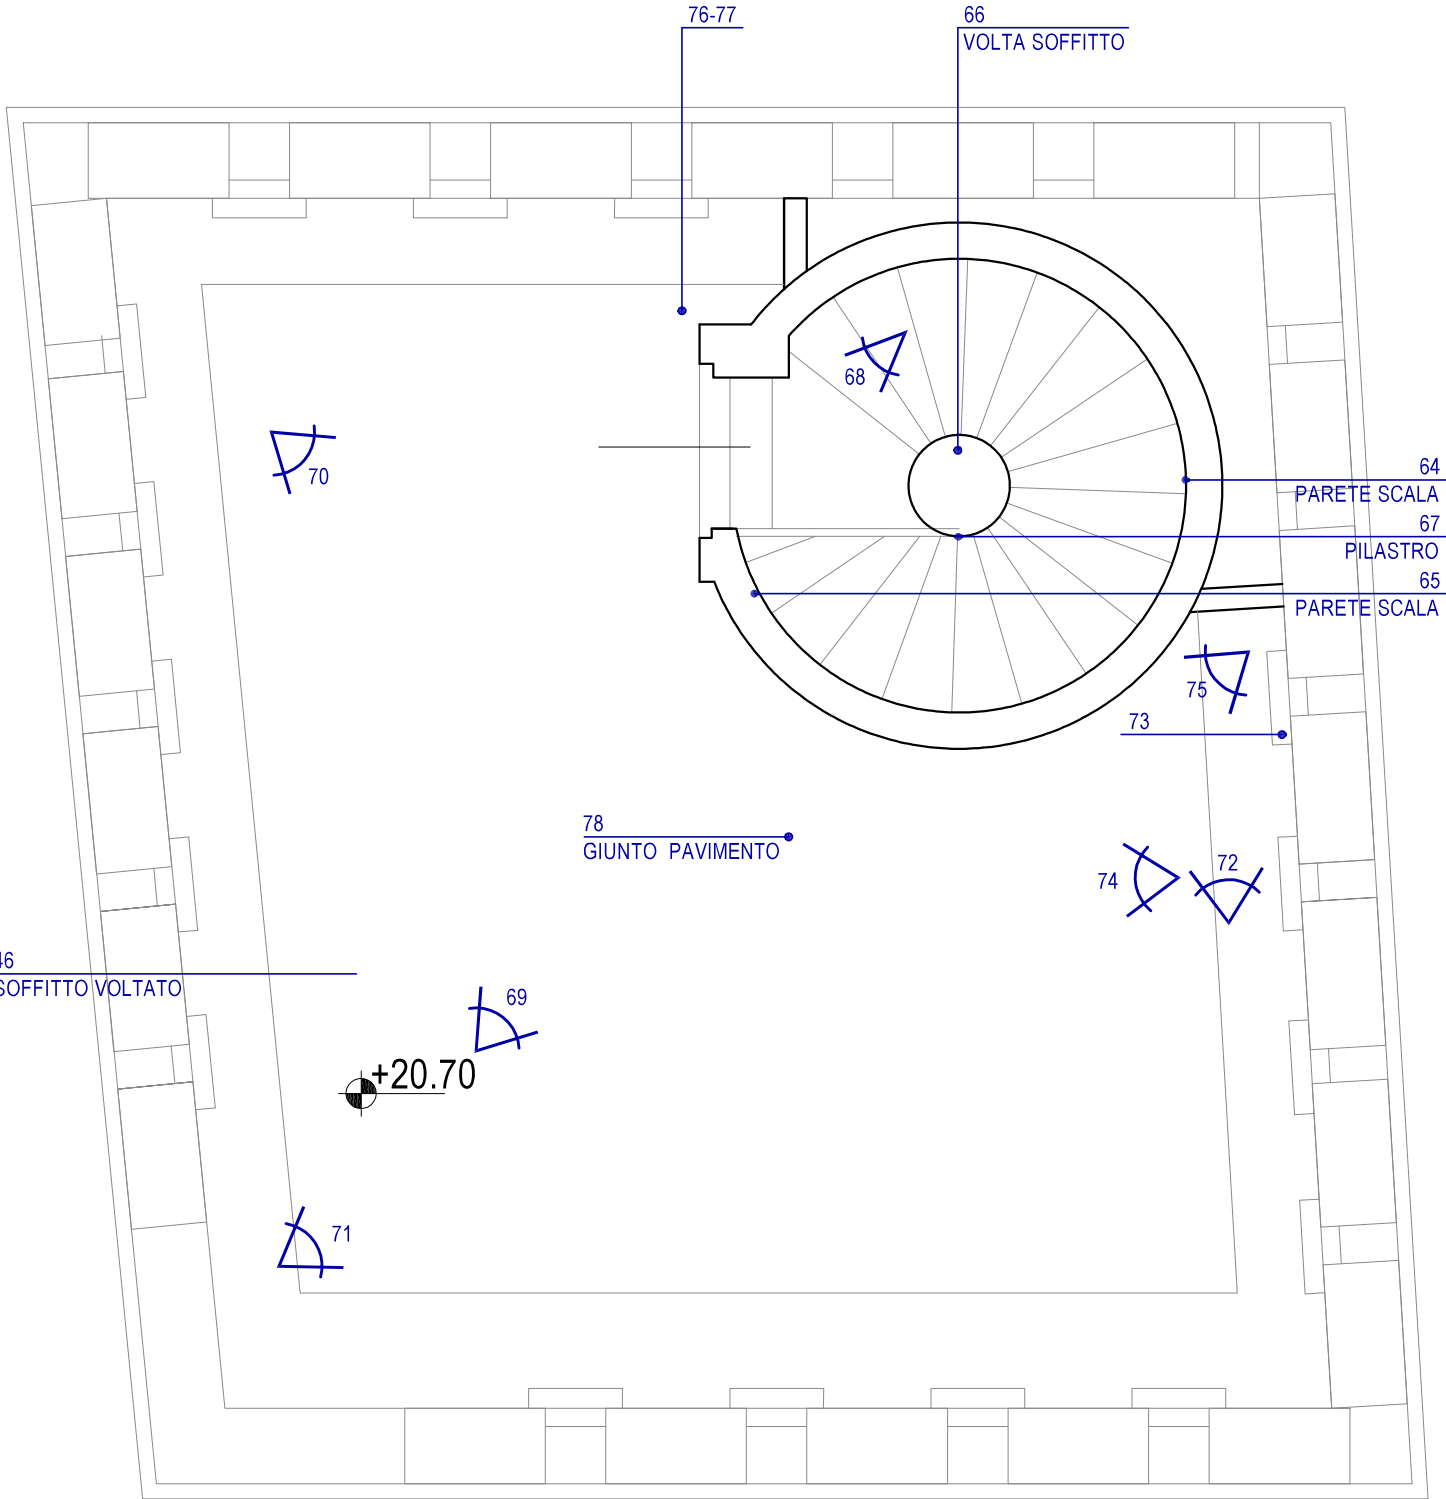 76-77
66
VOLTA SOFFITTO
68
70
64
PARETE SCALA
67
PILASTRO
65
PARETE SCALA
75
73
78
GIUNTO PAVIMENTO
74
72
46
SOFFITTO VOLTATO
69
+20.70
71